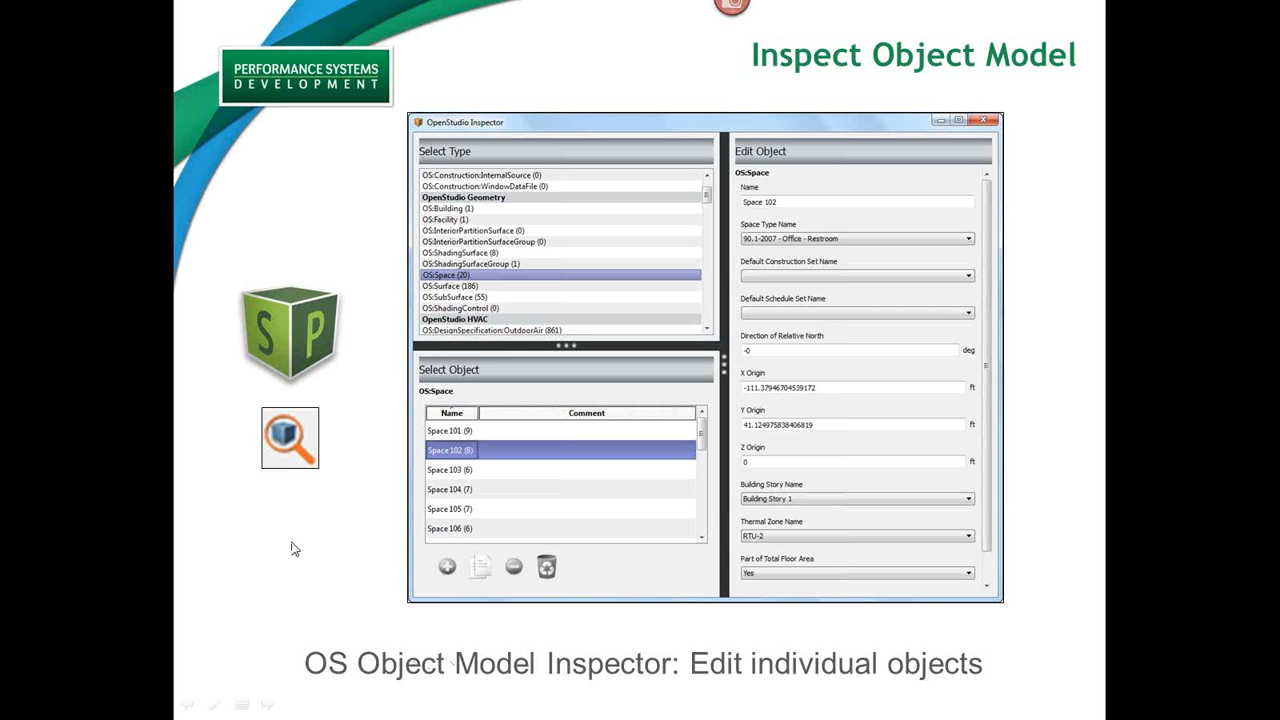 Inspect Object Model
PERFORMANCE SYSTEMS
DEVELOPMENT
OpenStudio Inspector
Select Type
OS:Construction:InternalSource (0)
OS:Construction:WindowDataFile (0)
OpenStudio Geometry
OS:Building (1)
OS:Facility (1)
OS:InteriorPartitionSurface (0)
OS:InteriorPartitionSurfaceGroup (0)
OS:ShadingSurface (8)
OS:ShadingSurfaceGroup (1)
OS:Space (20)
OS:Surface (186)
OS:SubSurface (55)
OS:ShadingControl (0)
OpenStudio HVAC
OS:DesignSpecification:OutdoorAir (861)
Select Object
OS:Space
Name Comment
Space 101 (9)
Space 102 (8)
Space 103 (6)
Space 104 (7)
Space 105 (7)
Space 106 (6)
Edit Object
OS:Space
Name
Space 102
Space Type Name
90.1-2007 - Office - Restroom
Default Construction Set Name
Default Schedule Set Name
Direction of Relative North
-0 deg
X Origin
-111.37946704539172 ft
Y Origin
41.124975838406819 ft
Z Origin
0 ft
Building Story Name
Building Story 1
Thermal Zone Name
RTU-2
Part of Total Floor Area
Yes
S P
OS Object Model Inspector: Edit individual objects